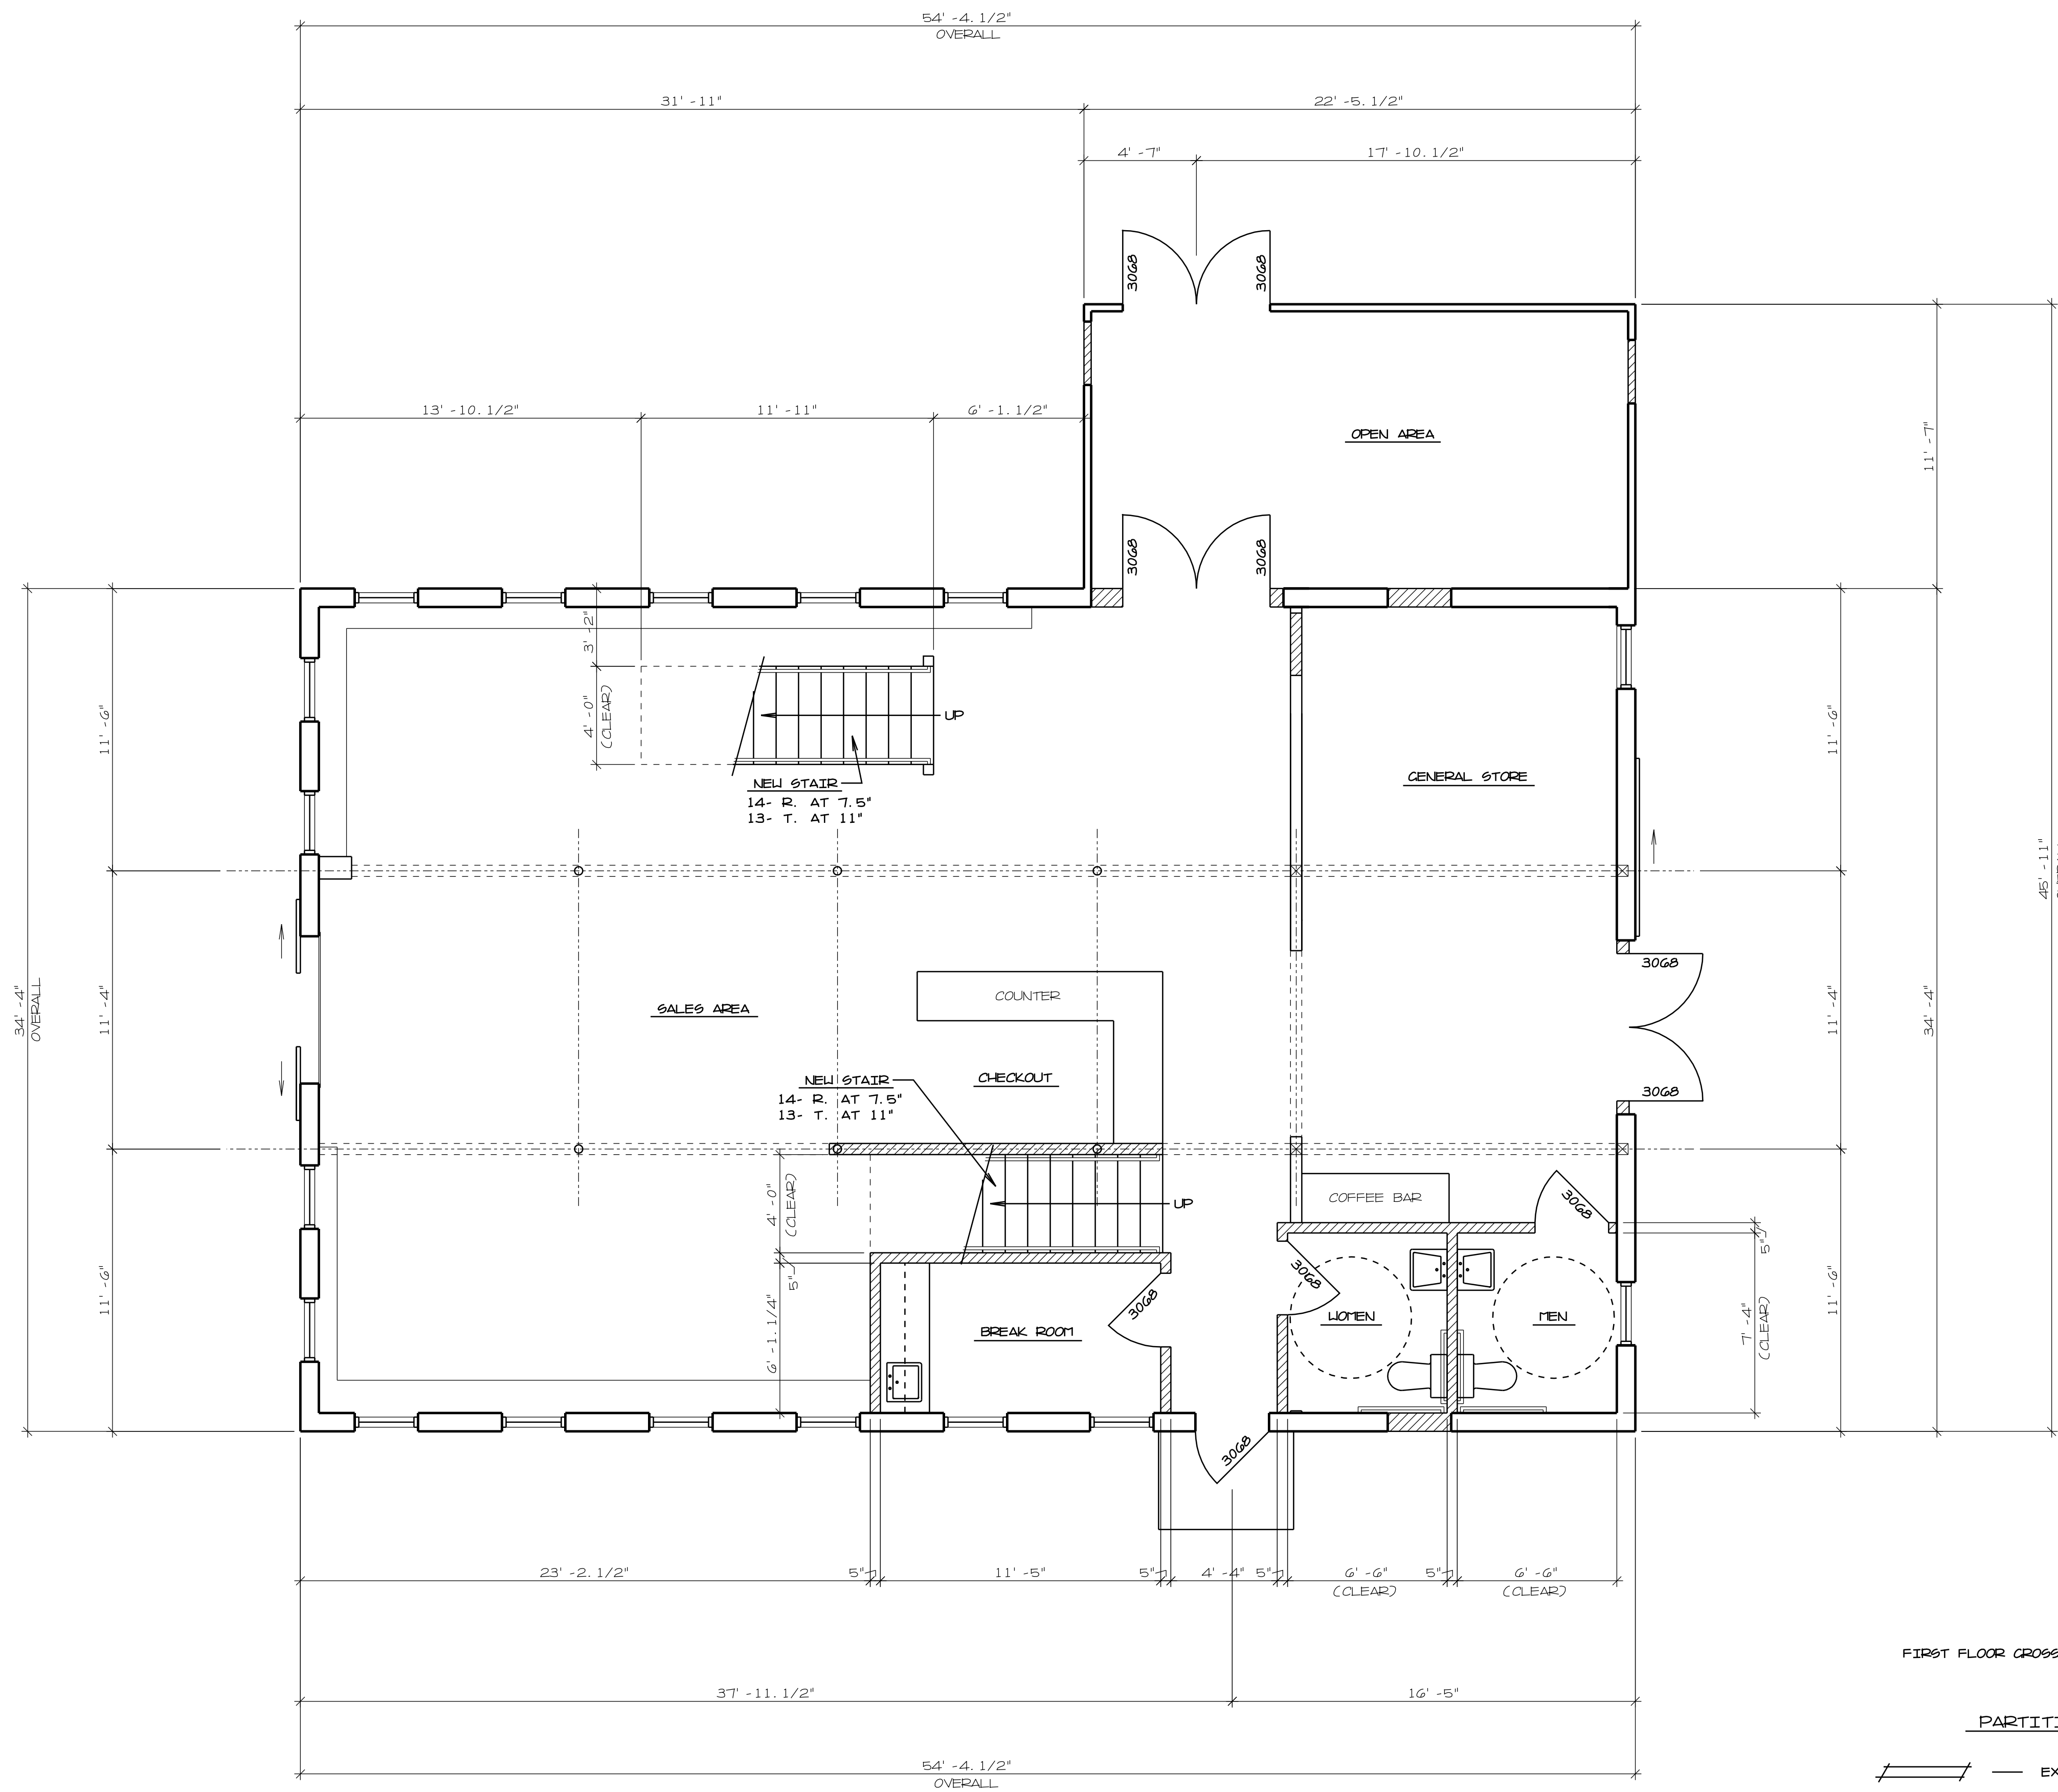 54'-4.1/2"
OVERALL
31'-11"
22'-5.1/2"
4'-7"
17'-10.1/2"
3068
3068
13'-10.1/2"
11'-11"
6'-1.1/2"
OPEN AREA
11'-7"
3068
3068
3'-2"
4'-0"
(CLEAR)
UP
11'-6"
11'-6"
NEW STAIR
14- R. AT 7.5"
13- T. AT 11"
GENERAL STORE
45'-11"
3068
34'-4"
OVERALL
11'-4"
SALES AREA
COUNTER
11'-4"
34'-4"
CHECKOUT
NEW STAIR
14- R. AT 7.5"
13- T. AT 11"
3068
4'-0"
(CLEAR)
UP
COFFEE BAR
3068
5"
5"
3068
3068
11'-6"
6'-1.1/4"
BREAK ROOM
WOMEN
MEN
7'-4"
(CLEAR)
11'-6"
3068
23'-2.1/2"
5"
11'-5"
5"
4'-4"
5"
6'-6"
(CLEAR)
5"
6'-6"
(CLEAR)
FIRST FLOOR CROSS
37'-11.1/2"
16'-5"
PARTITI
54'-4.1/2"
OVERALL
EX